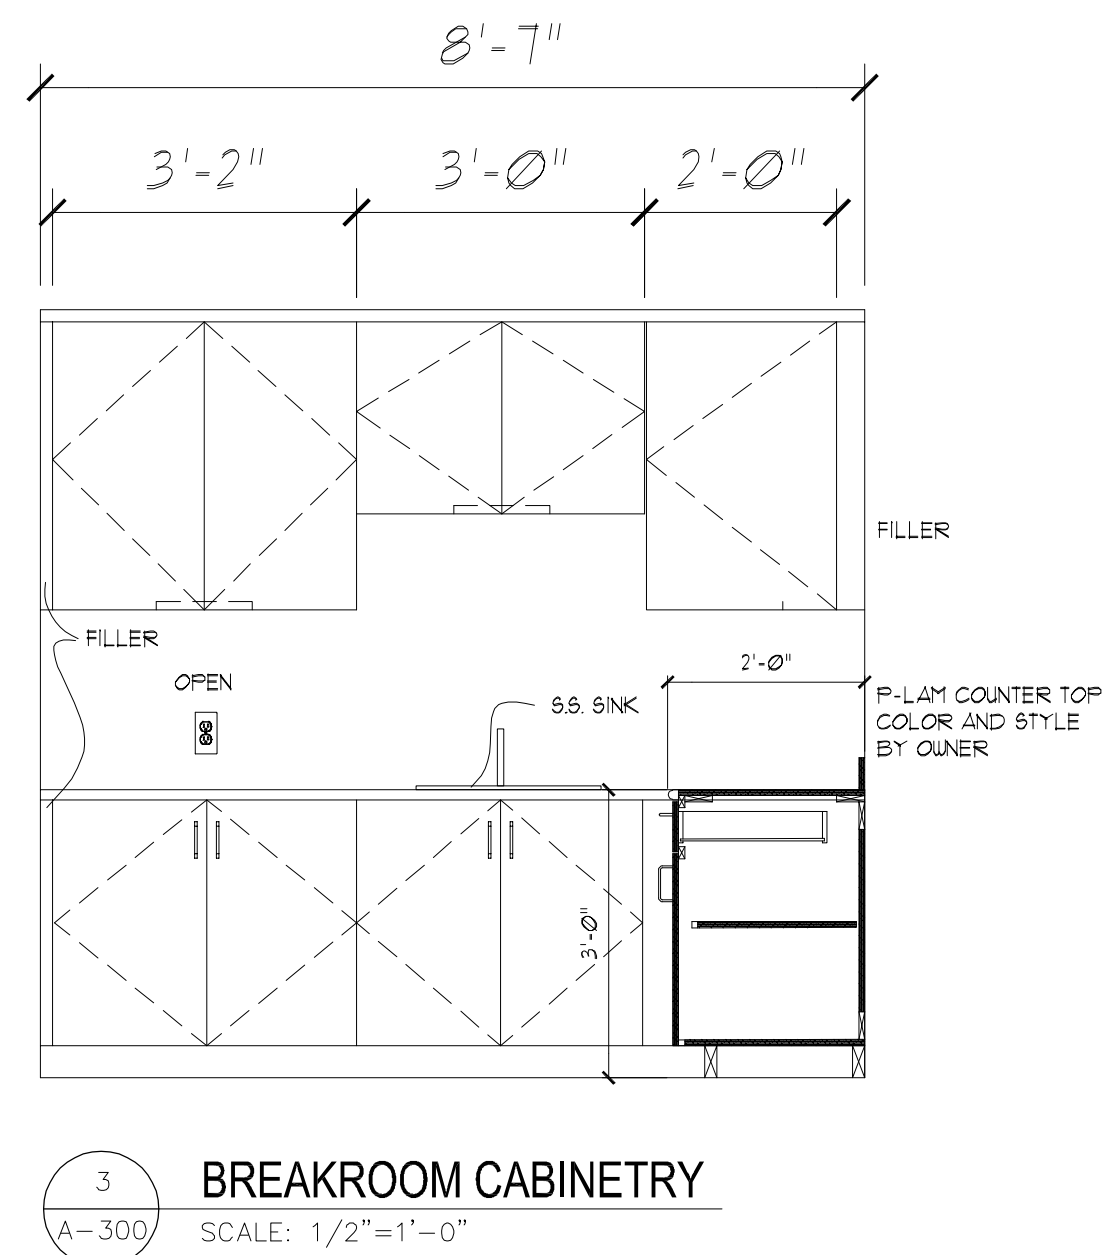 8'-7"
3'-2"
3'-0"
2'-0"
FILLER
FILLER
OPEN
2'-0"
S.S. SINK
P-LAM COUNTER TOP
COLOR AND STYLE
BY OWNER
3'-0"
3
A-300
BREAKROOM CABINETRY
SCALE: 1/2"=1'-0"